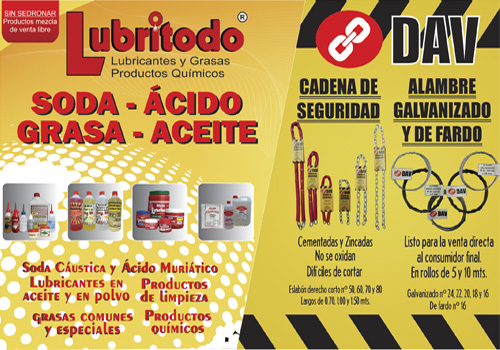 SIN SEDRONAR
Productos mezcla
de venta libre
Lubritodo®
Lubricantes y Grasas
Productos Químicos
SODA - ÁCIDO
GRASA - ACEITE
Soda Cáustica y Ácido Muriático
Lubricantes en
aceite y en polvo
Productos
de limpieza
grasas comunes
y especiales
Productos
químicos
DAV
CADENA DE
SEGURIDAD
Cementadas y Zincadas
No se oxidan
Difíciles de cortar
Eslabón derecho corto nº 50, 60, 70 y 80
Largos de 0.70, 1.00 y 1.50 mts.
ALAMBRE
GALVANIZADO
Y DE FARDO
DAV
DAV
DAV
Listo para la venta directa
al consumidor final.
En rollos de 5 y 10 mts.
Galvanizado nº 24, 22, 20, 18 y 16
De fardo nº 16